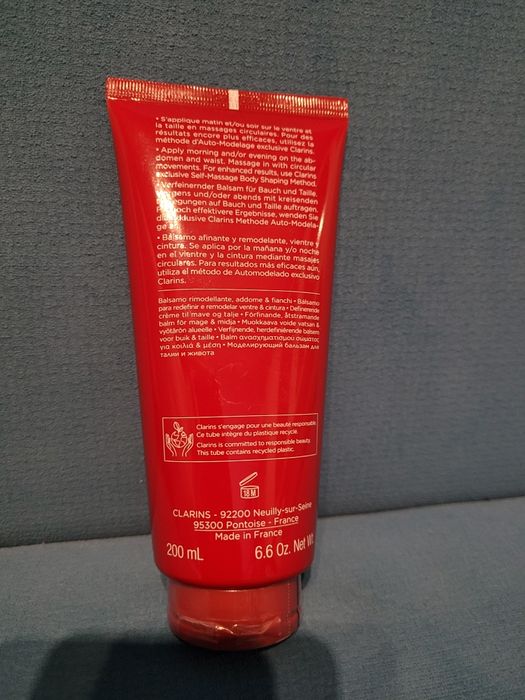 • S'applique matin et/ou soir sur le ventre et
la taille en massages circulaires. Pour des
résultats encore plus efficaces, utilisez la
méthode d'Auto-Modelage exclusive Clarins.
• Apply morning and/or evening on the ab-
domen and waist. Massage in with circular
movements. For enhanced results, use Clarins
exclusive Self-Massage Body Shaping Method.
Verfeinernder Balsam für Bauch und Taille.
und/oder abends mit kreisenden
auf Bauch und Taille auftragen.
noch effektivere Ergebnisse, wenden Sie
Clarins Methode Auto-Modela-
ge
• Bálsamo afinante y remodelante, vientre y
cintura. Se aplica por la mañana y/o noche
en el vientre y la cintura mediante masajes
circulares. Para resultados más eficaces aún,
utiliza el método de Automodelado exclusivo
Clarins.
Balsamo rimodellante, addome & fianchi • Bálsamo
para redefinir e remodelar ventre & cintura • Definerende
crème til mave og talje • Förfinande, åtstramande
balm för mage & midja • Muokkaava voide vatsan &
vyötärön alueelle • Verfijnende, herdefiniërende balsem
voor buik & taille • Balm ανασχηματισμού σώματος
για κοιλιά & μέση • Моделирующий бальзам для
талии и живота
Clarins s'engage pour une beauté responsable.
Ce tube intègre du plastique recyclé.
Clarins is committed to responsible beauty.
This tube contains recycled plastic.
18 M
CLARINS - 92200 Neuilly-sur-Seine
95300 Pontoise - France
Made in France
200 mL 6.6 Oz. Net Wt.